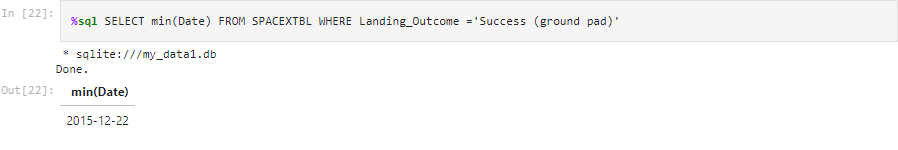 In [22]: %sql SELECT min(Date) FROM SPACEXTBL WHERE Landing_Outcome ='Success (ground pad)'
* sqlite:///my_data1.db
Done.
Out[22]: min(Date)
2015-12-22